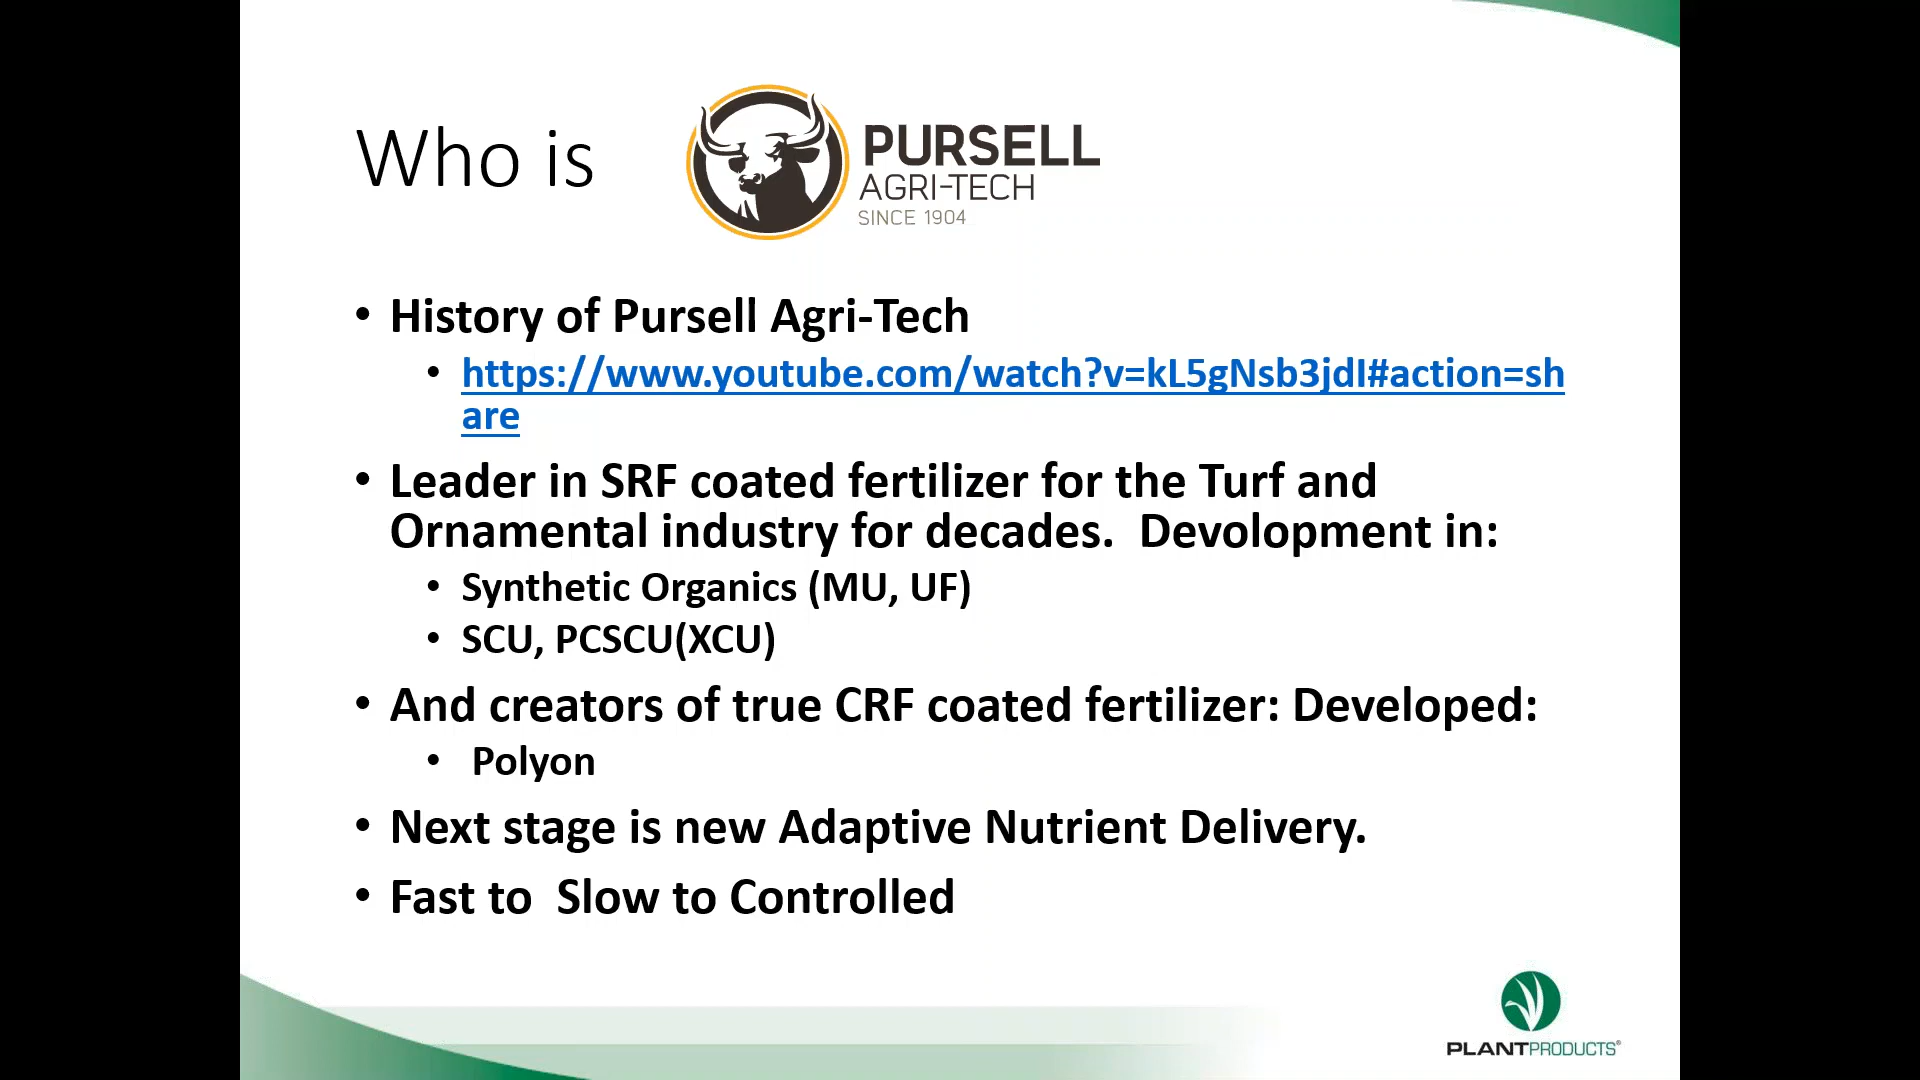 Who is
PURSELL
AGRI-TECH
SINCE 1904
• History of Pursell Agri-Tech
• https://www.youtube.com/watch?v=kL5gNsb3jdI#action=sh
are
• Leader in SRF coated fertilizer for the Turf and
Ornamental industry for decades.  Devolopment in:
• Synthetic Organics (MU, UF)
• SCU, PCSCU(XCU)
• And creators of true CRF coated fertilizer: Developed:
• Polyon
• Next stage is new Adaptive Nutrient Delivery.
• Fast to  Slow to Controlled
PLANTPRODUCTS®